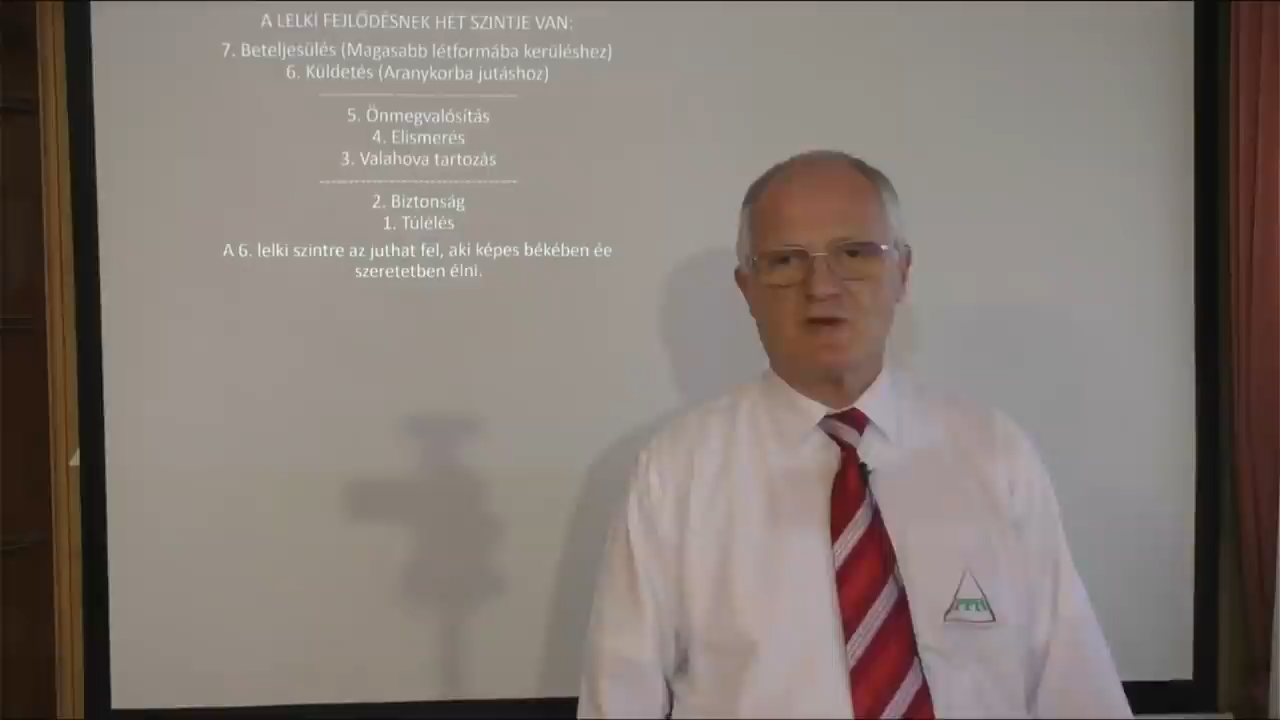 A LELKI FEJLŐDÉSNEK HÉT SZINTJE VAN:
7. Beteljesülés (Magasabb létformába kerüléshez)
6. Küldetés (Aranykorba jutáshoz)
5. Önmegvalósítás
4. Elismerés
3. Valahova tartozás
2. Biztonság
1. Túlélés
A 6. lelki szintre az juthat fel, aki képes békében ée
szeretetben élni.